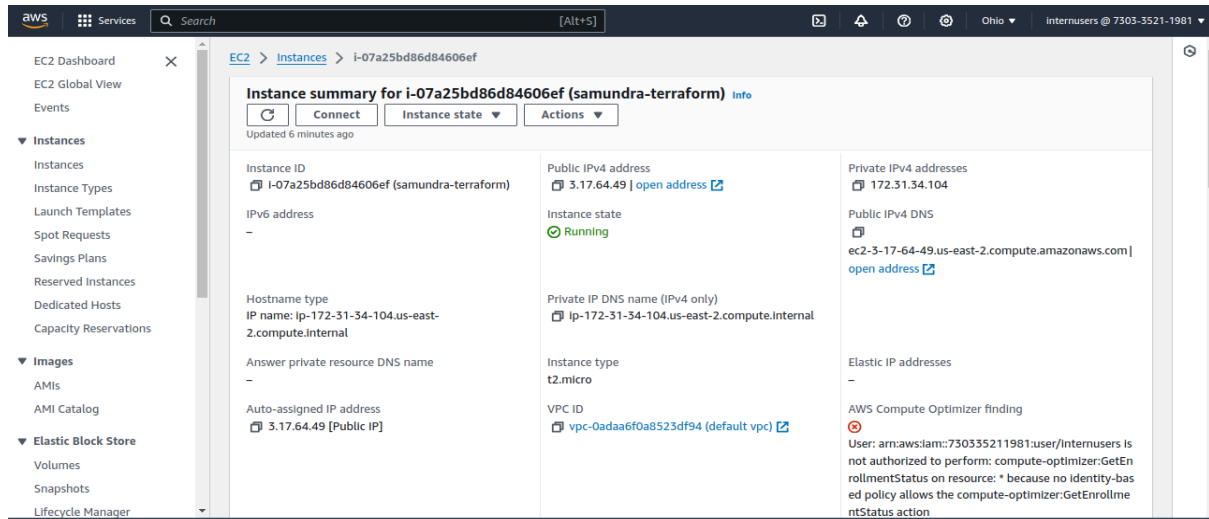 aws Services Search [Alt+S] Ohio internusers @ 7303-3521-1981
EC2 Dashboard
EC2 Global View
Events
Instances
Instances
Instance Types
Launch Templates
Spot Requests
Savings Plans
Reserved Instances
Dedicated Hosts
Capacity Reservations
Images
AMIs
AMI Catalog
Elastic Block Store
Volumes
Snapshots
Lifecycle Manager
EC2 > Instances > i-07a25bd86d84606ef
Instance summary for i-07a25bd86d84606ef (samundra-terraform) Info
Connect Instance state Actions
Updated 6 minutes ago
Instance ID
i-07a25bd86d84606ef (samundra-terraform)
Public IPv4 address
3.17.64.49 | open address
Private IPv4 addresses
172.31.34.104
IPv6 address
–
Instance state
Running
Public IPv4 DNS
ec2-3-17-64-49.us-east-2.compute.amazonaws.com |
open address
Hostname type
IP name: ip-172-31-34-104.us-east-
2.compute.internal
Private IP DNS name (IPv4 only)
ip-172-31-34-104.us-east-2.compute.internal
Answer private resource DNS name
–
Instance type
t2.micro
Elastic IP addresses
–
Auto-assigned IP address
3.17.64.49 [Public IP]
VPC ID
vpc-0adaa6f0a8523df94 (default vpc)
AWS Compute Optimizer finding
User: arn:aws:iam::730335211981:user/internusers is
not authorized to perform: compute-optimizer:GetEn
rollmentStatus on resource: * because no identity-bas
ed policy allows the compute-optimizer:GetEnrollme
ntStatus action